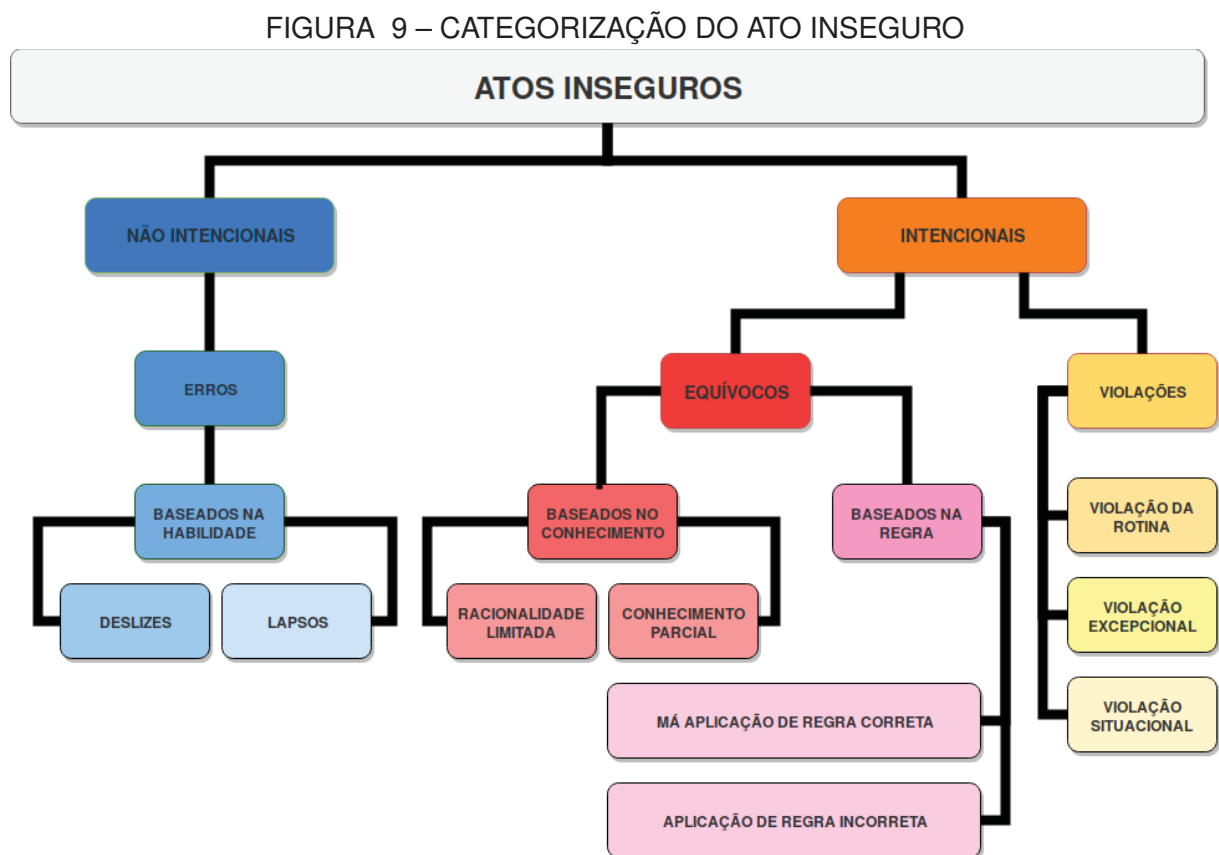 FIGURA 9 – CATEGORIZAÇÃO DO ATO INSEGURO
ATOS INSEGUROS
NÃO INTENCIONAIS
INTENCIONAIS
ERROS
EQUÍVOCOS
VIOLAÇÕES
BASEADOS NA
HABILIDADE
BASEADOS NO
CONHECIMENTO
BASEADOS NA
REGRA
VIOLAÇÃO DA
ROTINA
DESLIZES
LAPSOS
RACIONALIDADE
LIMITADA
CONHECIMENTO
PARCIAL
VIOLAÇÃO
EXCEPCIONAL
MÁ APLICAÇÃO DE REGRA CORRETA
VIOLAÇÃO
SITUACIONAL
APLICAÇÃO DE REGRA INCORRETA